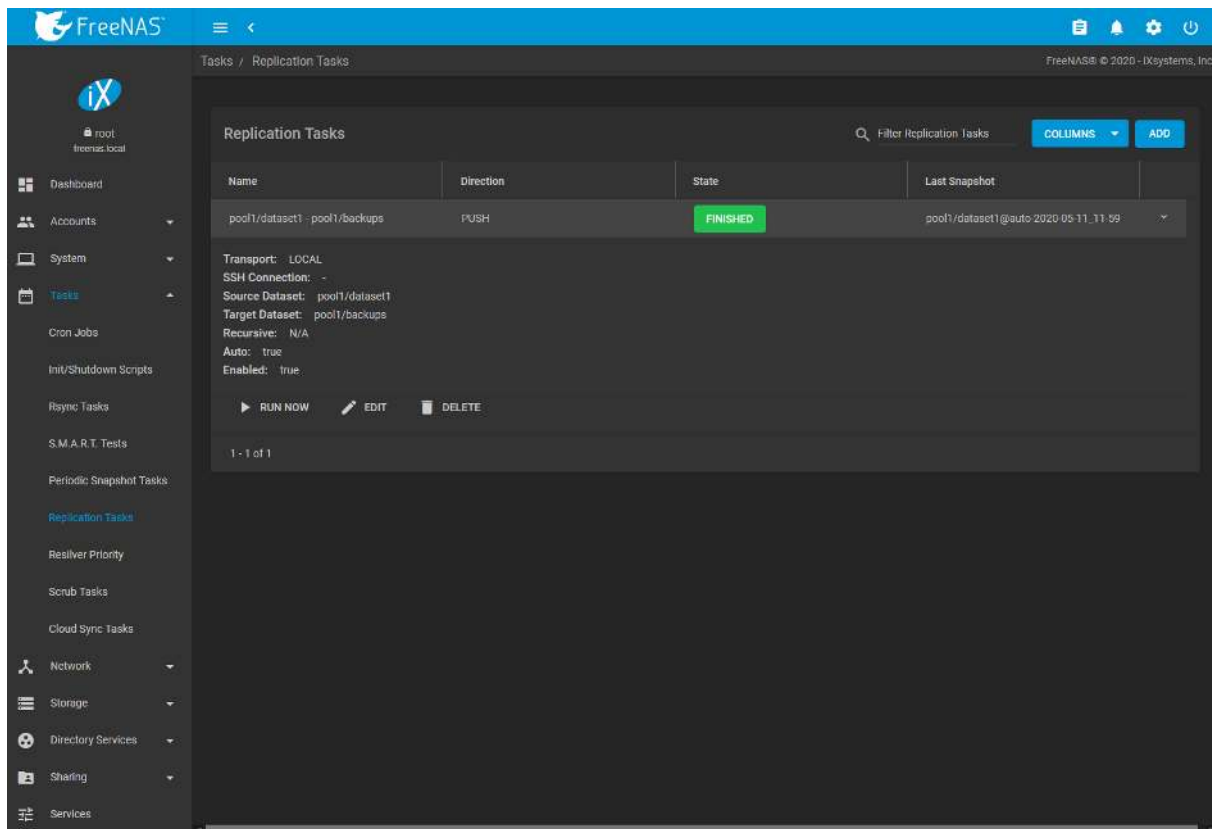 FreeNAS®
Tasks / Replication Tasks
FreeNAS® © 2020 - iXsystems, Inc
iX
root
freenas.local
Dashboard
Accounts
System
Tasks
Cron Jobs
Init/Shutdown Scripts
Rsync Tasks
S.M.A.R.T. Tests
Periodic Snapshot Tasks
Replication Tasks
Resilver Priority
Scrub Tasks
Cloud Sync Tasks
Network
Storage
Directory Services
Sharing
Services
Replication Tasks
Filter Replication Tasks
COLUMNS
ADD
Name Direction State Last Snapshot
pool1/dataset1 - pool1/backups PUSH FINISHED pool1/dataset1@auto-2020-05-11_11-59
Transport: LOCAL
SSH Connection: -
Source Dataset: pool1/dataset1
Target Dataset: pool1/backups
Recursive: N/A
Auto: true
Enabled: true
RUN NOW EDIT DELETE
1 - 1 of 1